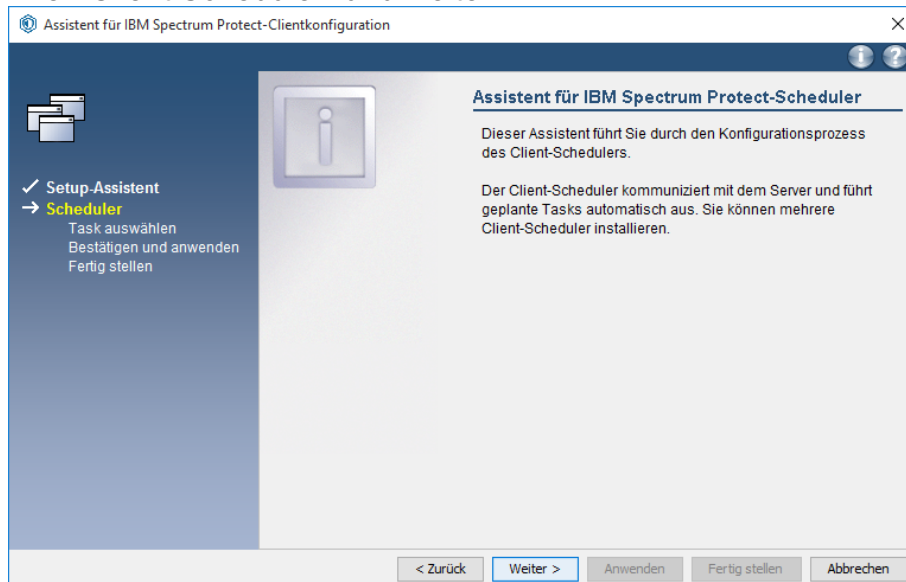 Assistent für IBM Spectrum Protect-Clientkonfiguration
Assistent für IBM Spectrum Protect-Scheduler
Dieser Assistent führt Sie durch den Konfigurationsprozess
des Client-Schedulers.
Der Client-Scheduler kommuniziert mit dem Server und führt
geplante Tasks automatisch aus. Sie können mehrere
Client-Scheduler installieren.
✓ Setup-Assistent
→ Scheduler
Task auswählen
Bestätigen und anwenden
Fertig stellen
< Zurück
Weiter >
Anwenden
Fertig stellen
Abbrechen